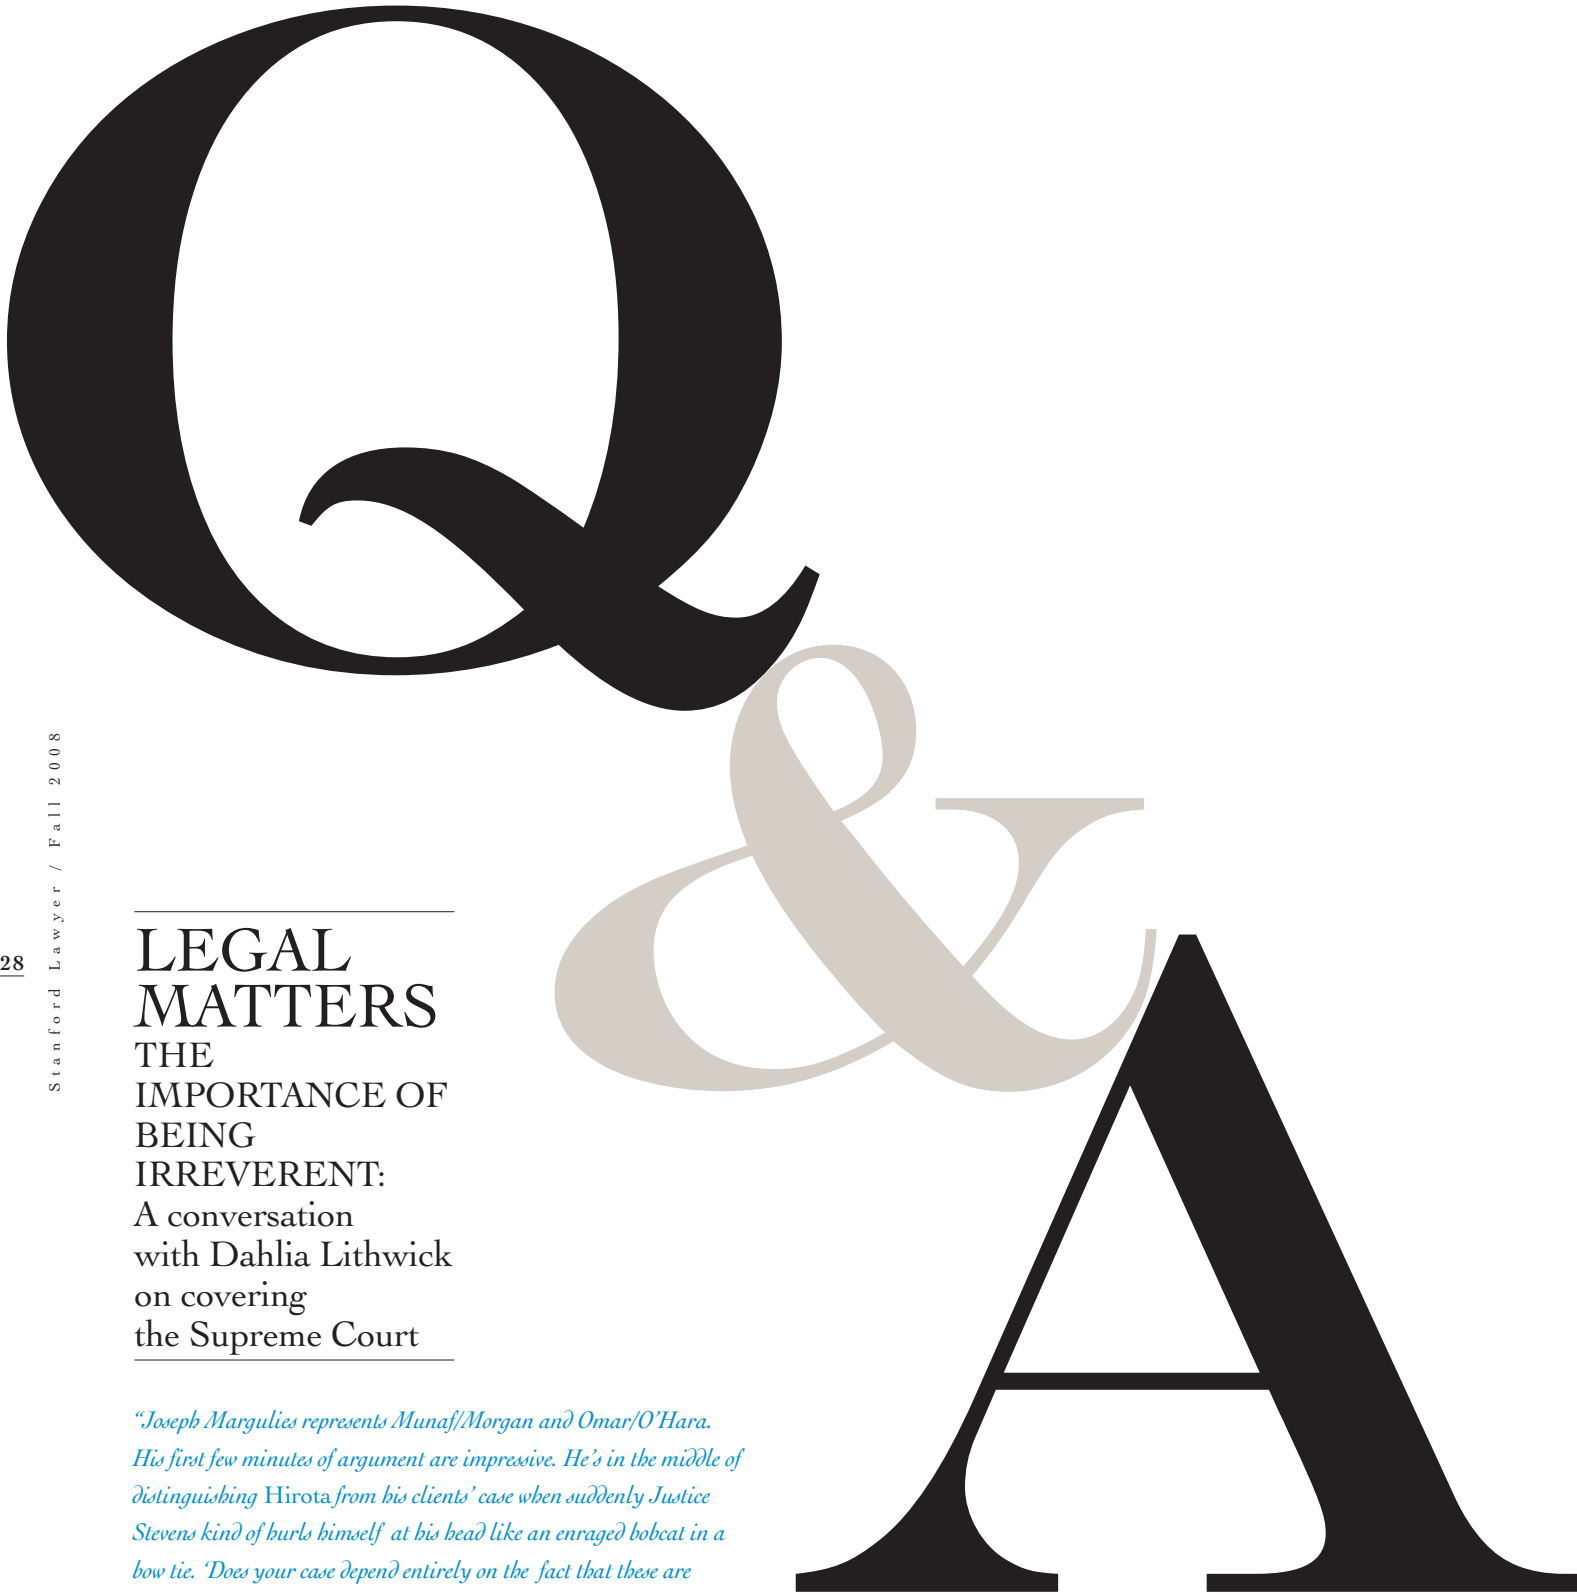 Q
&
A
Stanford Lawyer / Fall 2008
28
LEGAL
MATTERS
THE
IMPORTANCE OF
BEING
IRREVERENT:
A conversation
with Dahlia Lithwick
on covering
the Supreme Court
“Joseph Margulies represents Munaf/Morgan and Omar/O’Hara.
His first few minutes of argument are impressive. He’s in the middle of
distinguishing Hirota from his clients’ case when suddenly Justice
Stevens kind of hurls himself at his head like an enraged bobcat in a
bow tie. ‘Does your case depend entirely on the fact that these are